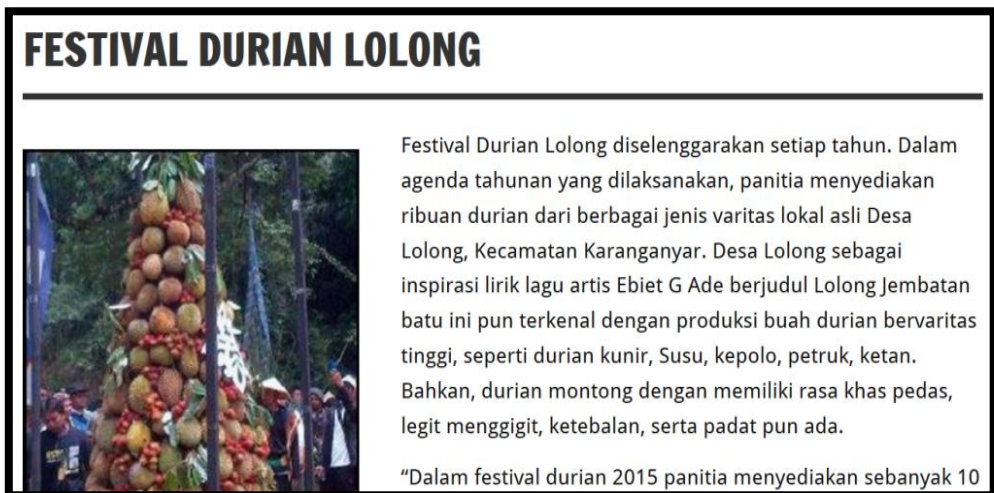 FESTIVAL DURIAN LOLONG
Festival Durian Lolong diselenggarakan setiap tahun. Dalam
agenda tahunan yang dilaksanakan, panitia menyediakan
ribuan durian dari berbagai jenis varitas lokal asli Desa
Lolong, Kecamatan Karanganyar. Desa Lolong sebagai
inspirasi lirik lagu artis Ebiet G Ade berjudul Lolong Jembatan
batu ini pun terkenal dengan produksi buah durian bervaritas
tinggi, seperti durian kunir, Susu, kepolo, petruk, ketan.
Bahkan, durian montong dengan memiliki rasa khas pedas,
legit menggigit, ketebalan, serta padat pun ada.
“Dalam festival durian 2015 panitia menyediakan sebanyak 10